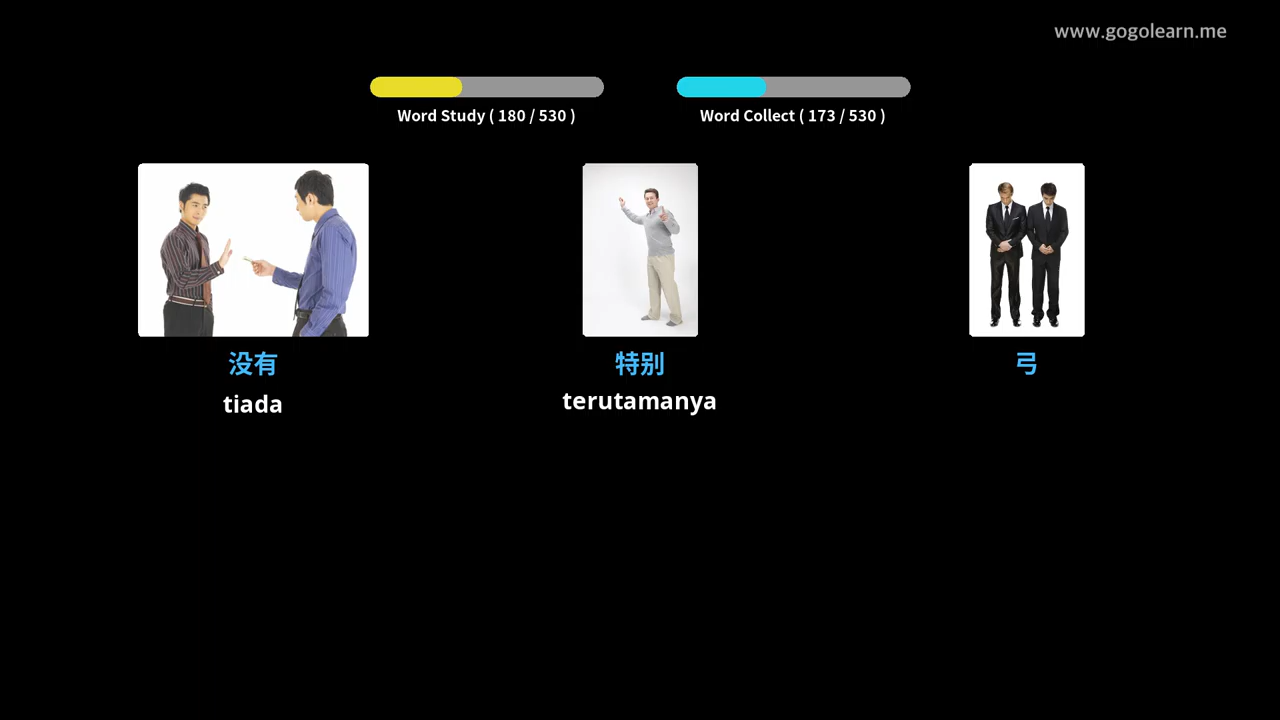 www.gogolearn.me
Word Study ( 180 / 530 )
Word Collect ( 173 / 530 )
没有
特别
弓
tiada
terutamanya